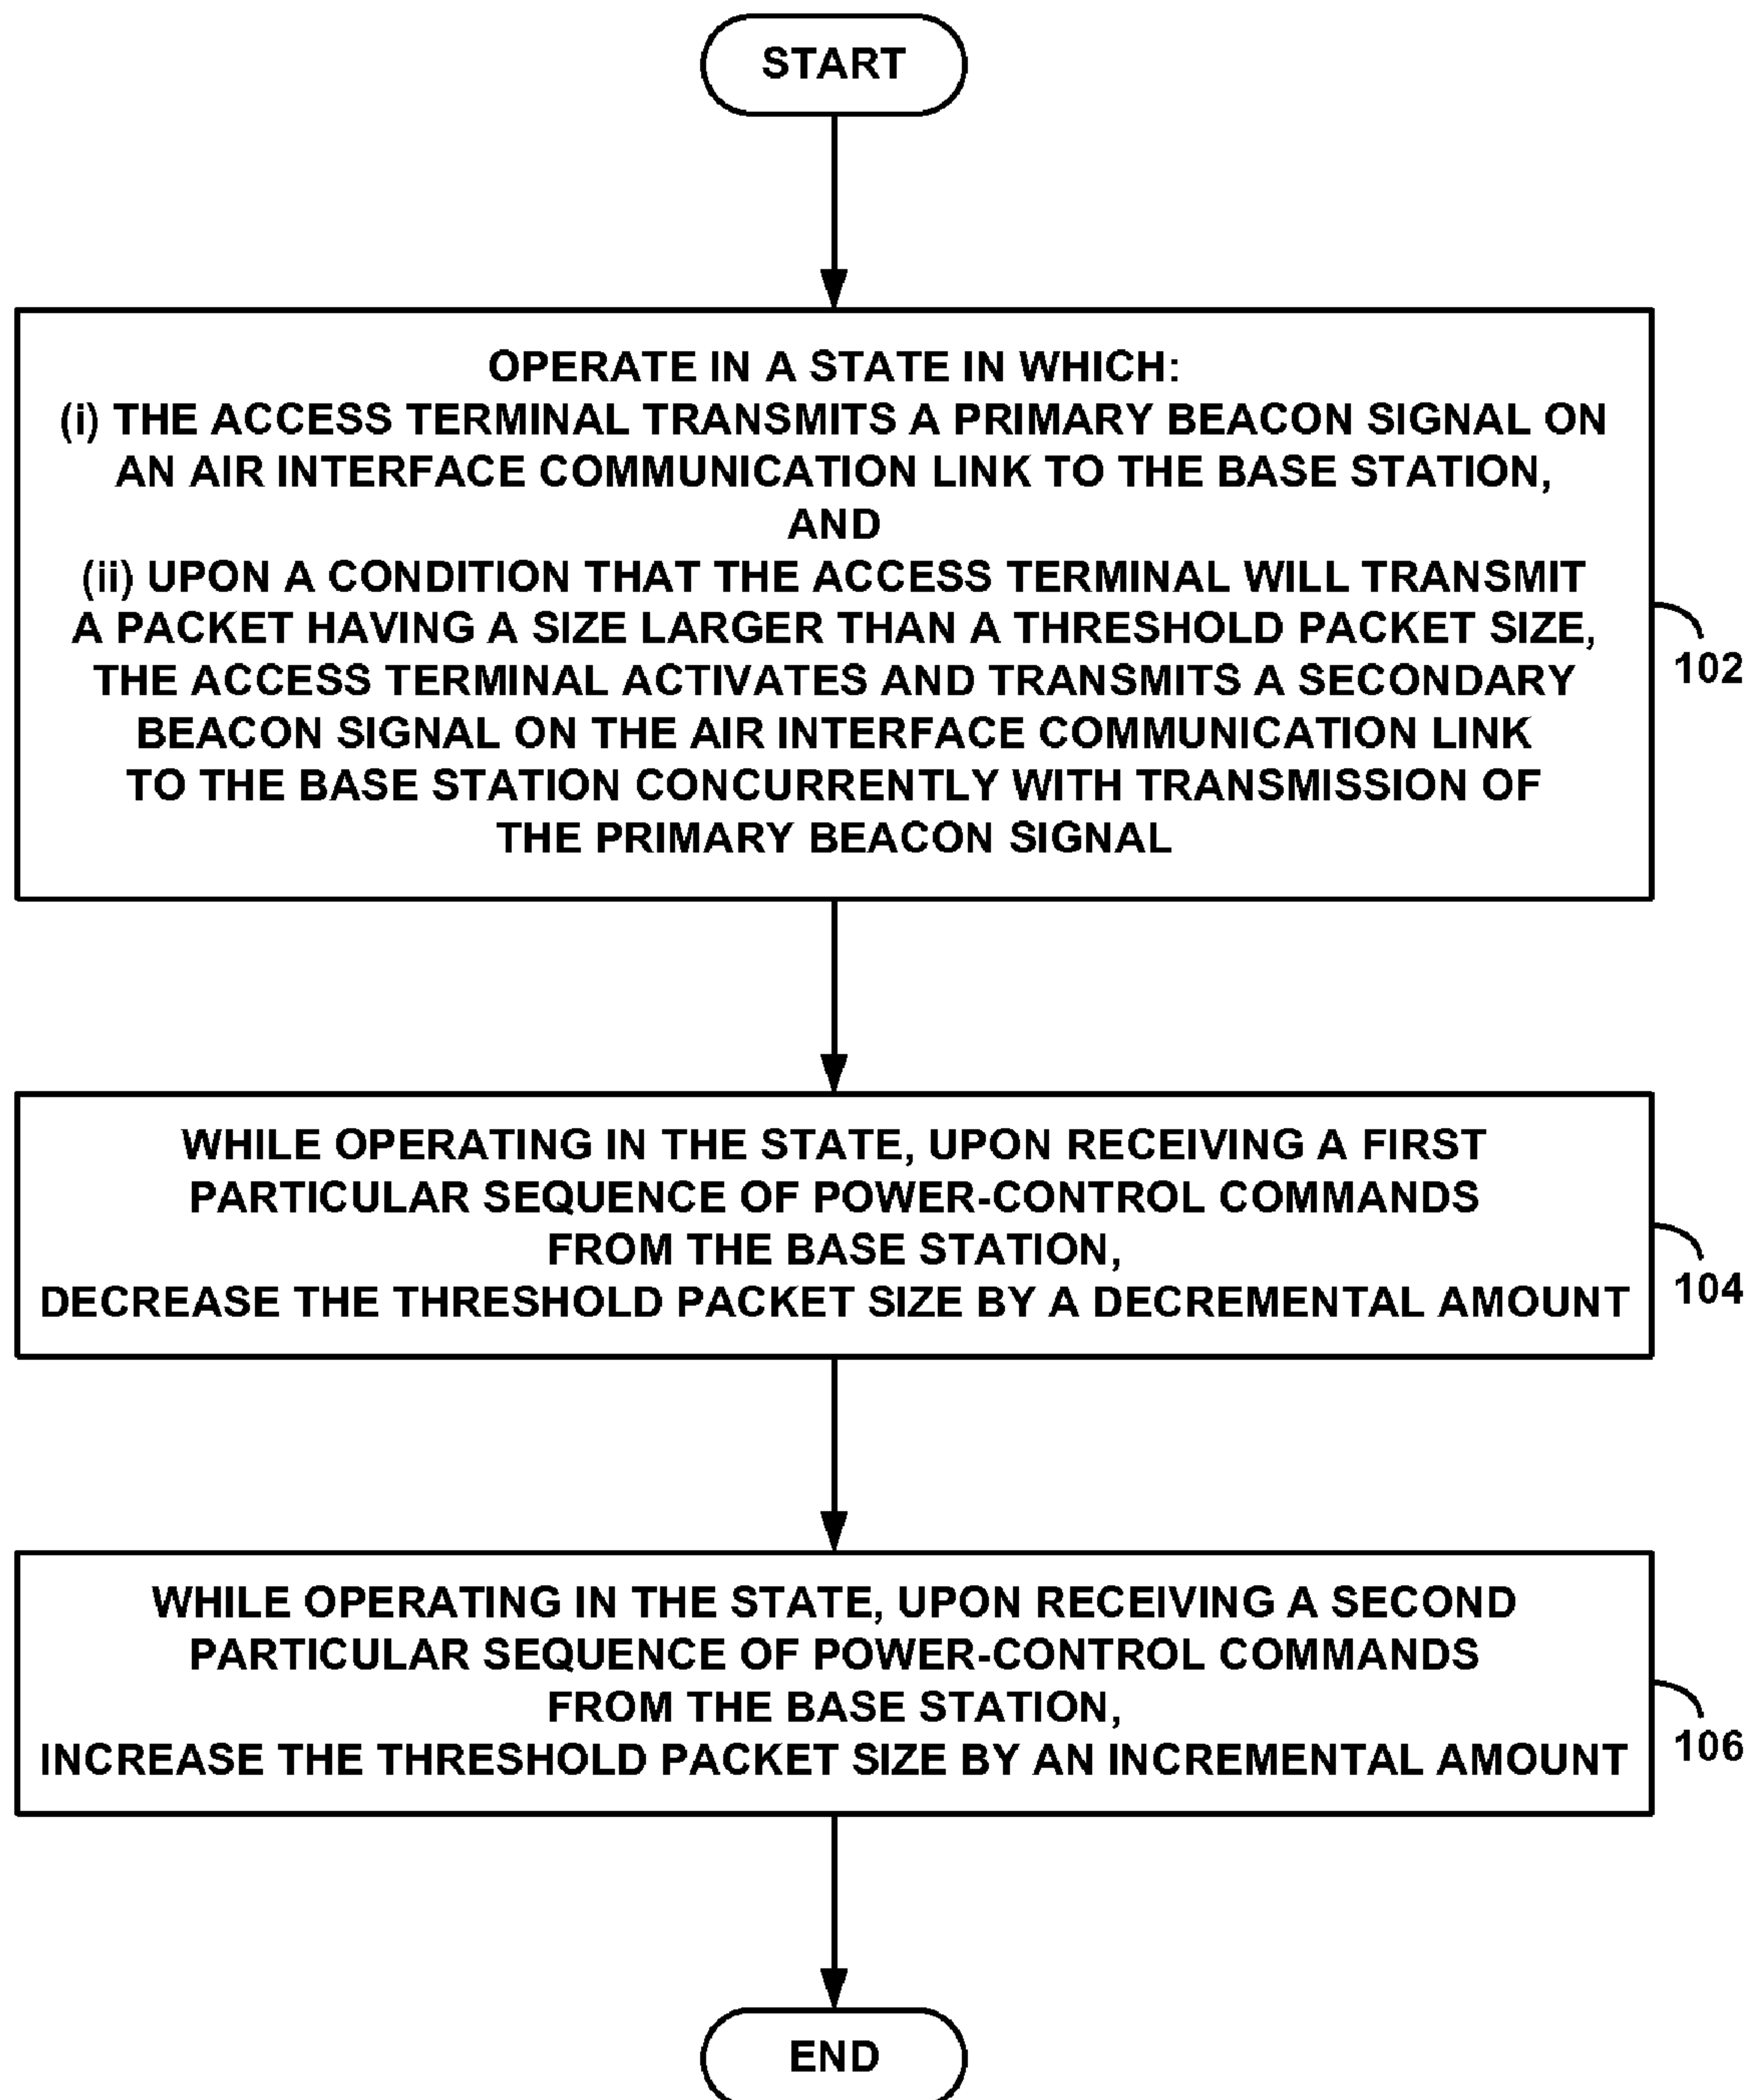 START
OPERATE IN A STATE IN WHICH:
(i) THE ACCESS TERMINAL TRANSMITS A PRIMARY BEACON SIGNAL ON
AN AIR INTERFACE COMMUNICATION LINK TO THE BASE STATION,
AND
(ii) UPON A CONDITION THAT THE ACCESS TERMINAL WILL TRANSMIT
A PACKET HAVING A SIZE LARGER THAN A THRESHOLD PACKET SIZE,
THE ACCESS TERMINAL ACTIVATES AND TRANSMITS A SECONDARY
BEACON SIGNAL ON THE AIR INTERFACE COMMUNICATION LINK
TO THE BASE STATION CONCURRENTLY WITH TRANSMISSION OF
THE PRIMARY BEACON SIGNAL
102
WHILE OPERATING IN THE STATE, UPON RECEIVING A FIRST
PARTICULAR SEQUENCE OF POWER-CONTROL COMMANDS
FROM THE BASE STATION,
DECREASE THE THRESHOLD PACKET SIZE BY A DECREMENTAL AMOUNT
104
WHILE OPERATING IN THE STATE, UPON RECEIVING A SECOND
PARTICULAR SEQUENCE OF POWER-CONTROL COMMANDS
FROM THE BASE STATION,
INCREASE THE THRESHOLD PACKET SIZE BY AN INCREMENTAL AMOUNT
106
END